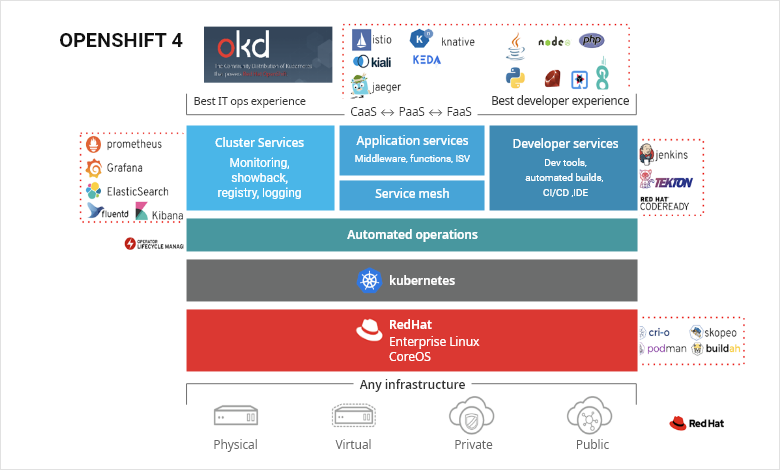 OPENSHIFT 4
okd
The Community Distribution of Kubernetes
that powers
istio
knative
kiali
KEDA
jaeger
node
php
Best IT ops experience
CaaS ↔ PaaS ↔ FaaS
Best developer experience
prometheus
Grafana
ElasticSearch
fluentd
Kibana
Cluster Services
Monitoring,
showback,
registry, logging
Application services
Middleware, functions, ISV
Service mesh
Developer services
Dev tools,
automated builds,
CI/CD ,IDE
jenkins
TEKTON
RED HAT
CODEREADY
OPERATOR
LIFECYCLE MANAG
Automated operations
kubernetes
RedHat
Enterprise Linux
CoreOS
cri-o
skopeo
podman
buildah
Any infrastructure
Physical
Virtual
Private
Public
Red Hat